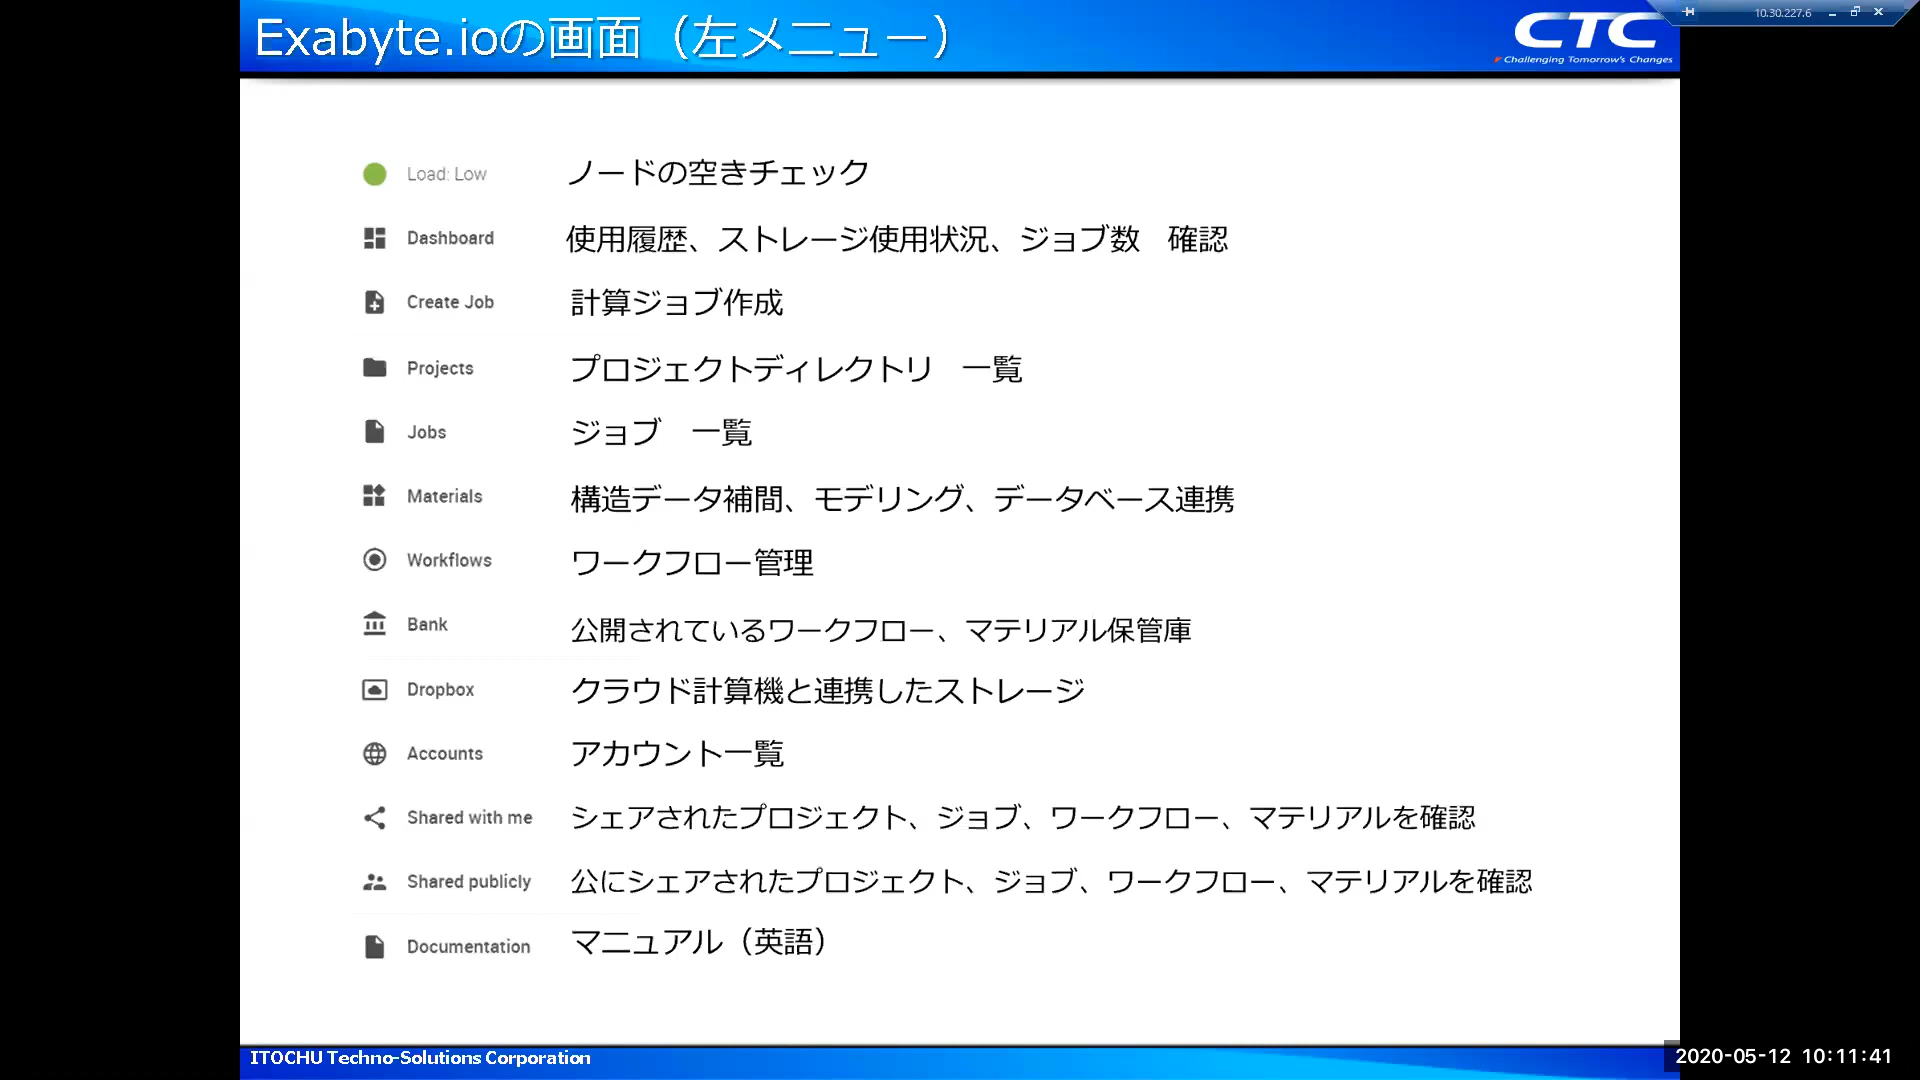 Exabyte.ioの画面（左メニュー）
CTC
Challenging Tomorrow's Changes
10.30.227.6
Load: Low ノードの空きチェック
Dashboard 使用履歴、ストレージ使用状況、ジョブ数　確認
Create Job 計算ジョブ作成
Projects プロジェクトディレクトリ　一覧
Jobs ジョブ　一覧
Materials 構造データ補間、モデリング、データベース連携
Workflows ワークフロー管理
Bank 公開されているワークフロー、マテリアル保管庫
Dropbox クラウド計算機と連携したストレージ
Accounts アカウント一覧
Shared with me シェアされたプロジェクト、ジョブ、ワークフロー、マテリアルを確認
Shared publicly 公にシェアされたプロジェクト、ジョブ、ワークフロー、マテリアルを確認
Documentation マニュアル（英語）
ITOCHU Techno-Solutions Corporation
2020-05-12 10:11:41